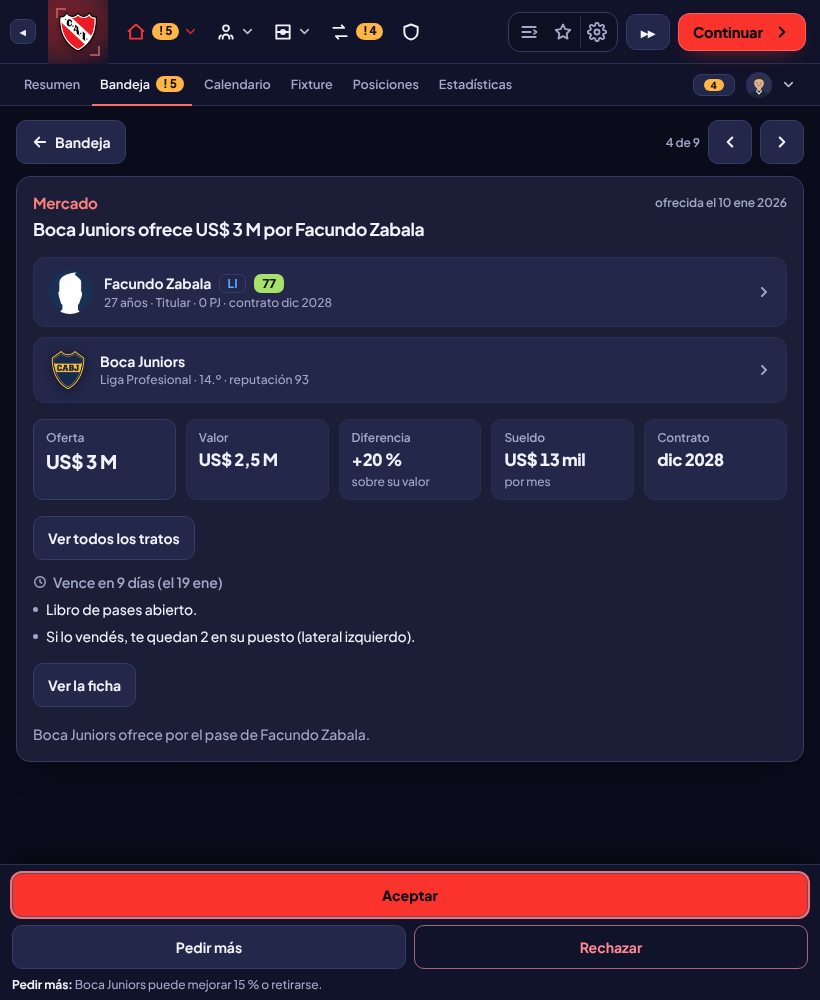 C.A.I.
! 5
! 4
Continuar
Resumen
Bandeja ! 5
Calendario
Fixture
Posiciones
Estadísticas
4
Bandeja
4 de 9
Mercado
ofrecida el 10 ene 2026
Boca Juniors ofrece US$ 3 M por Facundo Zabala
Facundo Zabala LI 77
27 años · Titular · 0 PJ · contrato dic 2028
CABJ
Boca Juniors
Liga Profesional · 14.º · reputación 93
Oferta
US$ 3 M
Valor
US$ 2,5 M
Diferencia
+20 %
sobre su valor
Sueldo
US$ 13 mil
por mes
Contrato
dic 2028
Ver todos los tratos
Vence en 9 días (el 19 ene)
• Libro de pases abierto.
• Si lo vendés, te quedan 2 en su puesto (lateral izquierdo).
Ver la ficha
Boca Juniors ofrece por el pase de Facundo Zabala.
Aceptar
Pedir más
Rechazar
Pedir más: Boca Juniors puede mejorar 15 % o retirarse.